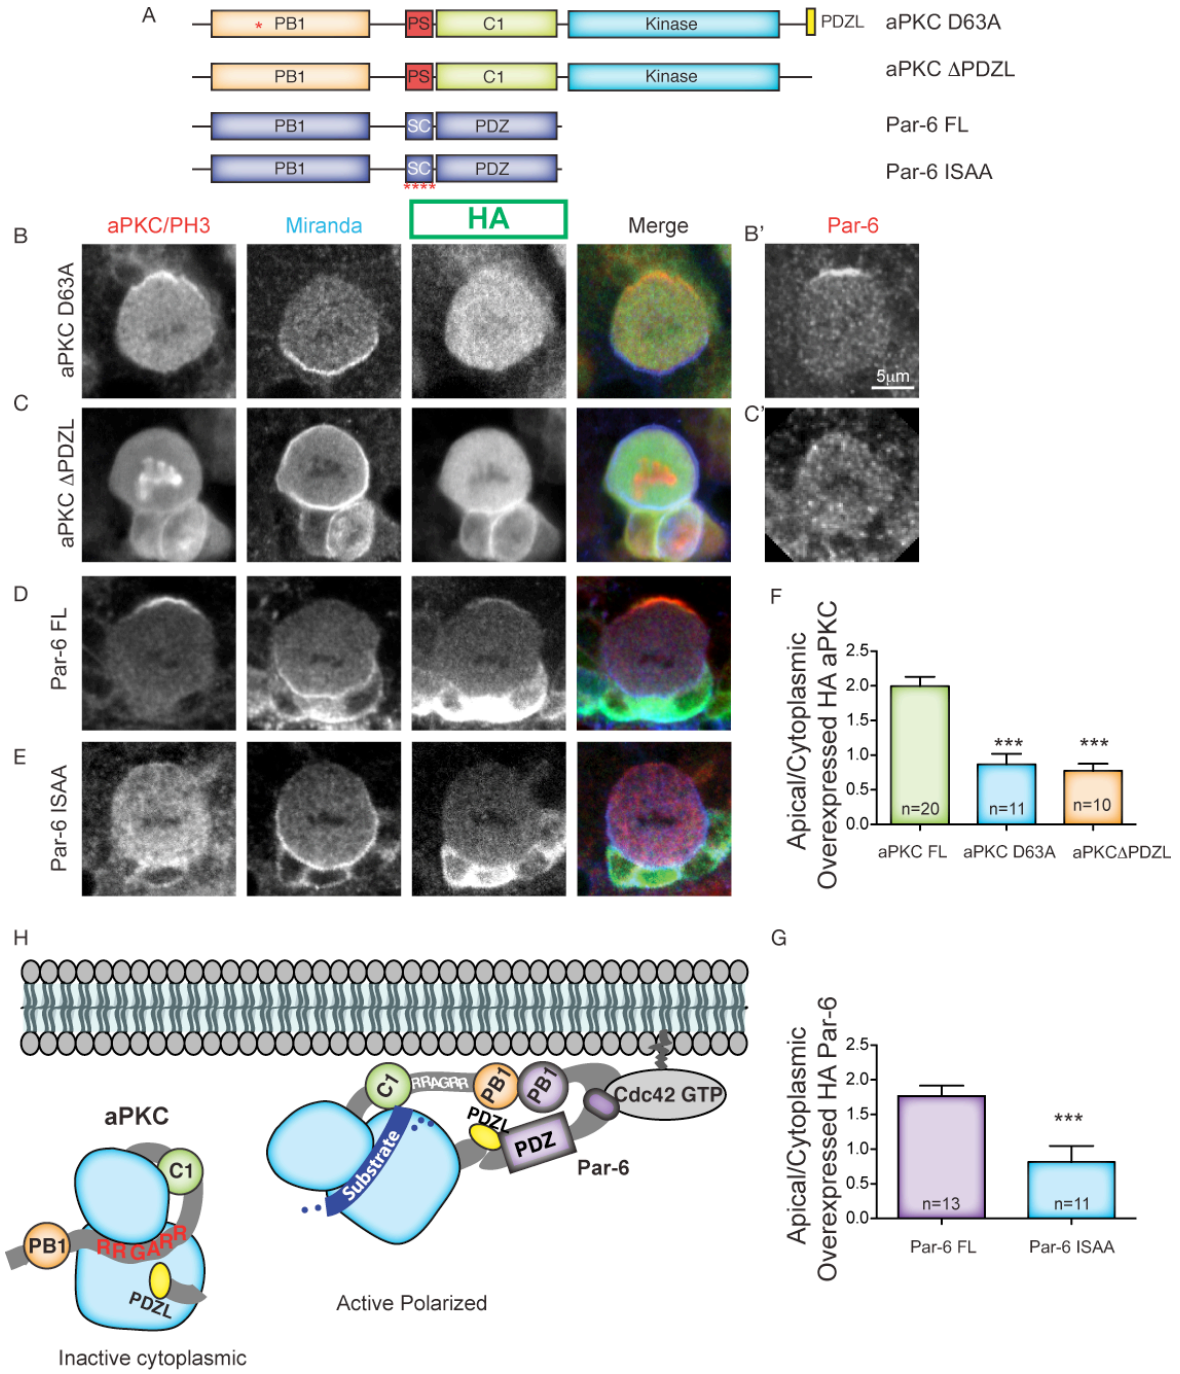 A
* PB1 PS C1 Kinase PDZL aPKC D63A
PB1 PS C1 Kinase aPKC ΔPDZL
PB1 SC PDZ Par-6 FL
PB1 SC PDZ Par-6 ISAA
****
B aPKC/PH3 Miranda HA Merge B’ Par-6
aPKC D63A
5μm
C C’
aPKC ΔPDZL
D
Par-6 FL
E
Par-6 ISAA
F
Apical/Cytoplasmic
Overexpressed HA aPKC
2.5
2.0
1.5
1.0
0.5
0.0
*** ***
n=20 n=11 n=10
aPKC FL aPKC D63A aPKCΔPDZL
G
Apical/Cytoplasmic
Overexpressed HA Par-6
2.5
2.0
1.5
1.0
0.5
0.0
***
n=13 n=11
Par-6 FL Par-6 ISAA
H
aPKC
C1
PB1
RRGARR
PDZL
Inactive cytoplasmic
C1 RRAGRR PB1 PB1 Cdc42 GTP
PDZL PDZ
Par-6
Substrate
Active Polarized